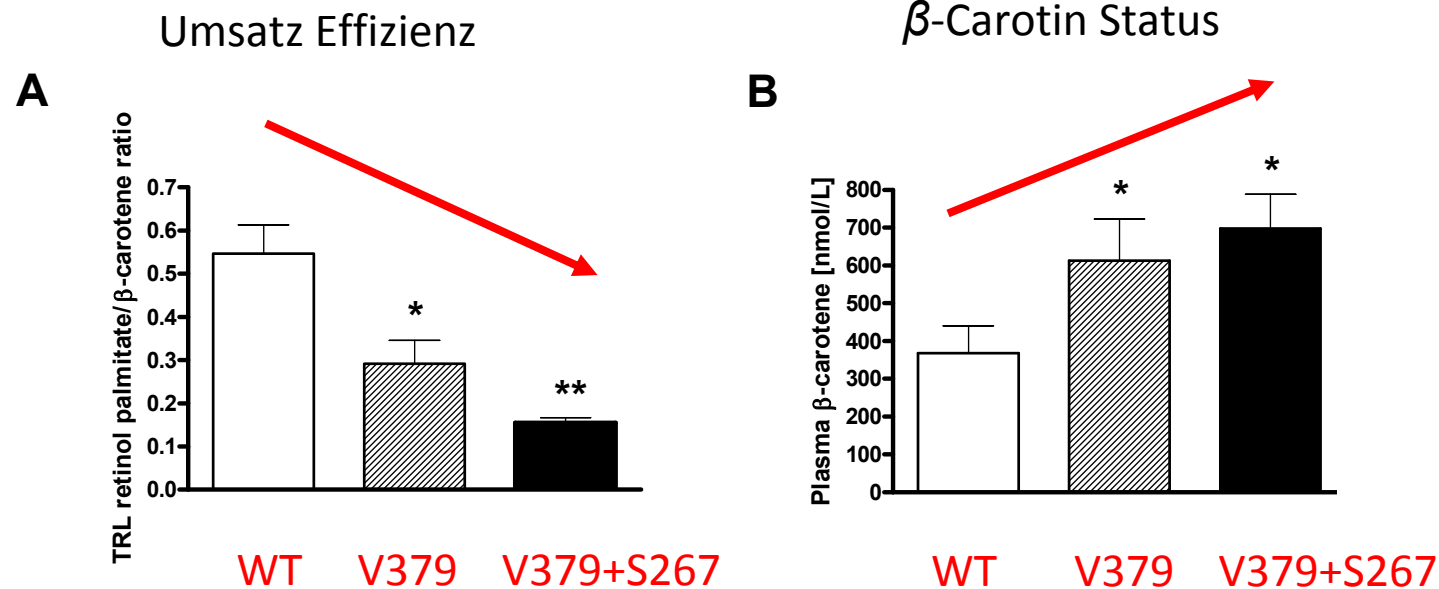 Umsatz Effizienz
A
TRL retinol palmitate/β-carotene ratio
0.7
0.6
0.5
0.4
0.3
0.2
0.1
0.0
*
**
WT V379 V379+S267
β-Carotin Status
B
Plasma β-carotene [nmol/L]
800
700
600
500
400
300
200
100
0
*
*
WT V379 V379+S267